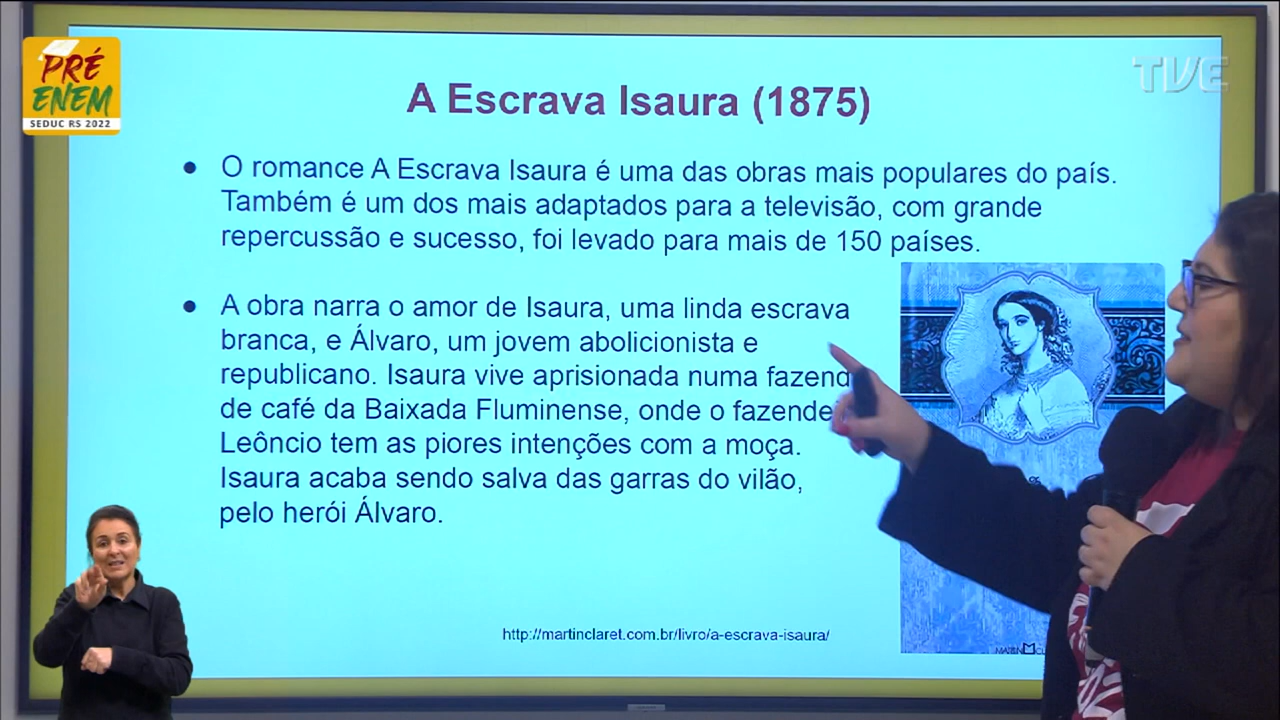 PRÉ
ENEM
SEDUC RS 2022
TVE
A Escrava Isaura (1875)
● O romance A Escrava Isaura é uma das obras mais populares do país.
Também é um dos mais adaptados para a televisão, com grande
repercussão e sucesso, foi levado para mais de 150 países.
● A obra narra o amor de Isaura, uma linda escrava
branca, e Álvaro, um jovem abolicionista e
republicano. Isaura vive aprisionada numa fazend
de café da Baixada Fluminense, onde o fazende
Leôncio tem as piores intenções com a moça.
Isaura acaba sendo salva das garras do vilão,
pelo herói Álvaro.
http://martinclaret.com.br/livro/a-escrava-isaura/